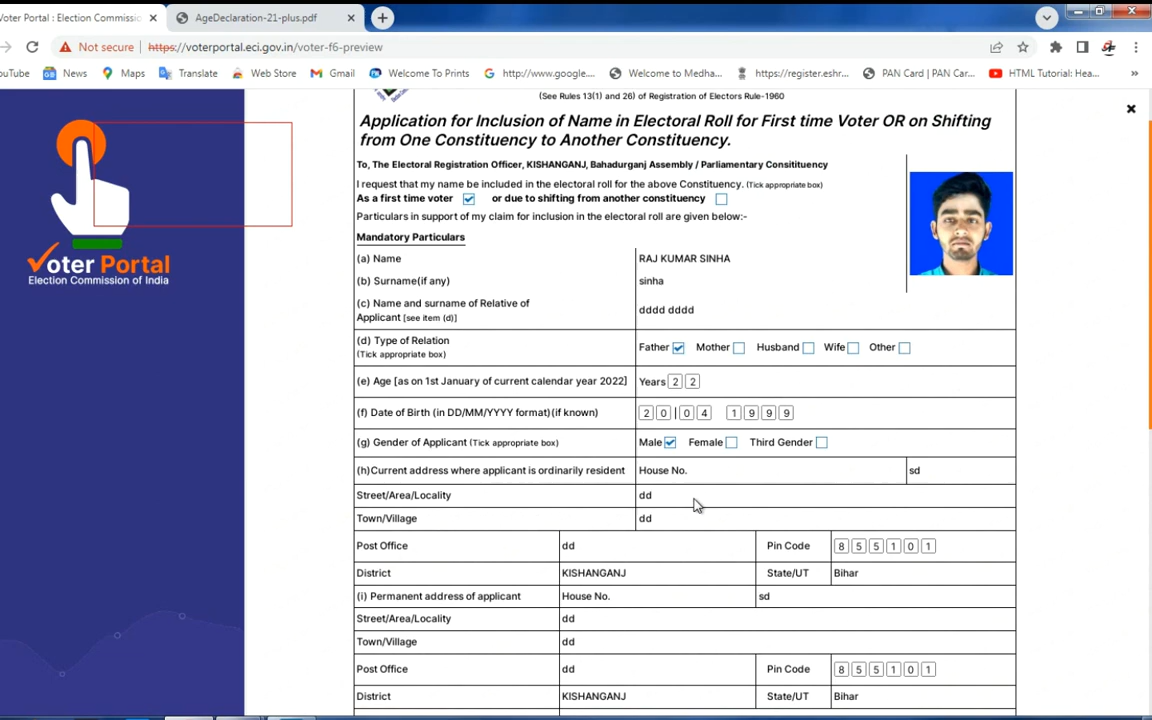 Voter Portal : Election Commissi
AgeDeclaration-21-plus.pdf
Not secure
https://voterportal.eci.gov.in/voter-f6-preview
ouTube
News
Maps
Translate
Web Store
Gmail
Welcome To Prints
http://www.google....
Welcome to Medha...
https://register.eshr...
PAN Card | PAN Car...
HTML Tutorial: Hea...
»
(See Rules 13(1) and 26) of Registration of Electors Rule-1960
Application for Inclusion of Name in Electoral Roll for First time Voter OR on Shifting
from One Constituency to Another Constituency.
To, The Electoral Registration Officer, KISHANGANJ, Bahadurganj Assembly / Parliamentary Consitituency
I request that my name be included in the electoral roll for the above Constituency. (Tick appropriate box)
As a first time voter or due to shifting from another constituency
Particulars in support of my claim for inclusion in the electoral roll are given below:-
Mandatory Particulars
(a) Name RAJ KUMAR SINHA
(b) Surname(if any) sinha
(c) Name and surname of Relative of
Applicant [see item (d)] dddd dddd
(d) Type of Relation
(Tick appropriate box) Father Mother Husband Wife Other
(e) Age [as on 1st January of current calendar year 2022] Years 2 2
(f) Date of Birth (in DD/MM/YYYY format)(if known) 2 0 0 4 1 9 9 9
(g) Gender of Applicant (Tick appropriate box) Male Female Third Gender
(h)Current address where applicant is ordinarily resident House No. sd
Street/Area/Locality dd
Town/Village dd
Post Office dd Pin Code 8 5 5 1 0 1
District KISHANGANJ State/UT Bihar
(i) Permanent address of applicant House No. sd
Street/Area/Locality dd
Town/Village dd
Post Office dd Pin Code 8 5 5 1 0 1
District KISHANGANJ State/UT Bihar
Voter Portal
Election Commission of India